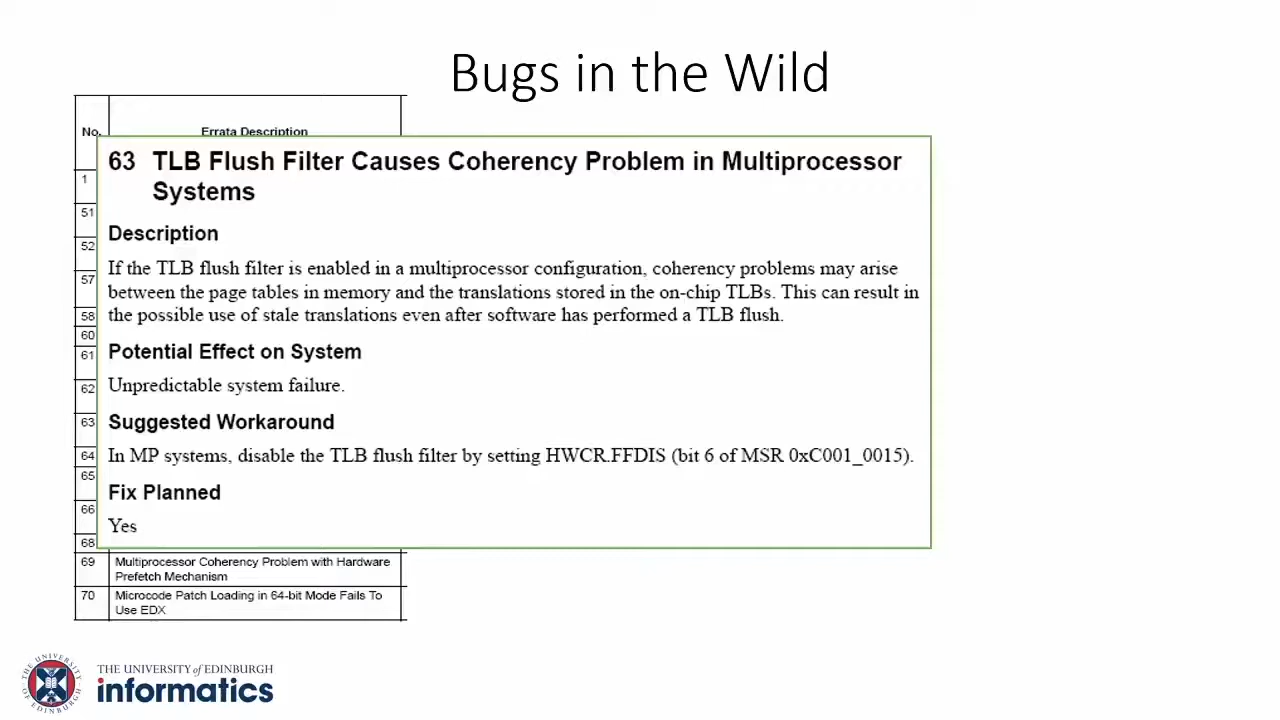 Bugs in the Wild
No. Errata Description
63 TLB Flush Filter Causes Coherency Problem in Multiprocessor
Systems
Description
If the TLB flush filter is enabled in a multiprocessor configuration, coherency problems may arise
between the page tables in memory and the translations stored in the on-chip TLBs. This can result in
the possible use of stale translations even after software has performed a TLB flush.
Potential Effect on System
Unpredictable system failure.
Suggested Workaround
In MP systems, disable the TLB flush filter by setting HWCR.FFDIS (bit 6 of MSR 0xC001_0015).
Fix Planned
Yes
1
51
52
57
58
60
61
62
63
64
65
66
68
69 Multiprocessor Coherency Problem with Hardware
Prefetch Mechanism
70 Microcode Patch Loading in 64-bit Mode Fails To
Use EDX
THE UNIVERSITY of EDINBURGH
informatics